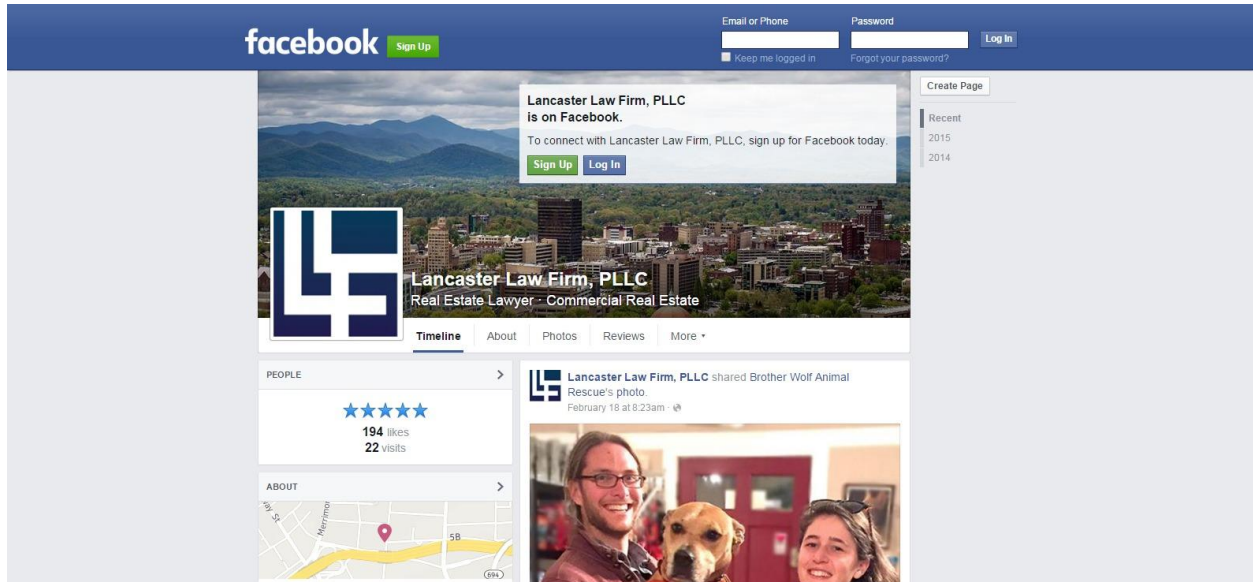 facebook
Sign Up
Email or Phone
Password
Log In
Keep me logged in
Forgot your password?
Create Page
Recent
2015
2014
Lancaster Law Firm, PLLC
is on Facebook.
To connect with Lancaster Law Firm, PLLC, sign up for Facebook today.
Sign Up
Log In
Lancaster Law Firm, PLLC
Real Estate Lawyer · Commercial Real Estate
Timeline
About
Photos
Reviews
More
PEOPLE
194 likes
22 visits
ABOUT
5B
694
Lancaster Law Firm, PLLC shared Brother Wolf Animal
Rescue's photo.
February 18 at 8:23am ·